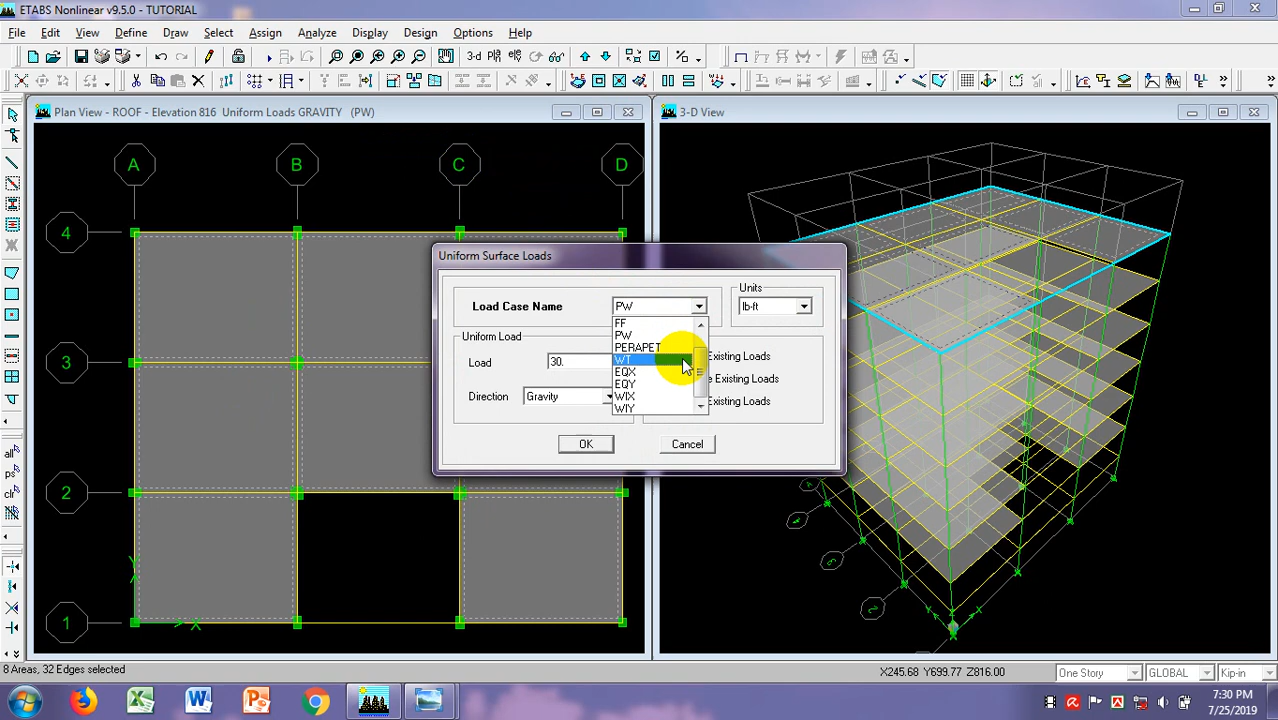 ETABS Nonlinear v9.5.0 - TUTORIAL
File Edit View Define Draw Select Assign Analyze Display Design Options Help
3-d
Plan View - ROOF - Elevation 816 Uniform Loads GRAVITY (PW)
3-D View
A B C D
4
3
2
1
X
Uniform Surface Loads
Load Case Name PW
Units
lb-ft
FF
PW
PERAPET
WT
EQX
EQY
WIX
WIY
Uniform Load
Load 30.
Direction Gravity
Existing Loads
e Existing Loads
Existing Loads
OK Cancel
all
ps
clr
8 Areas, 32 Edges selected
X245.68 Y699.77 Z816.00
One Story GLOBAL Kip-in
7:30 PM
7/25/2019